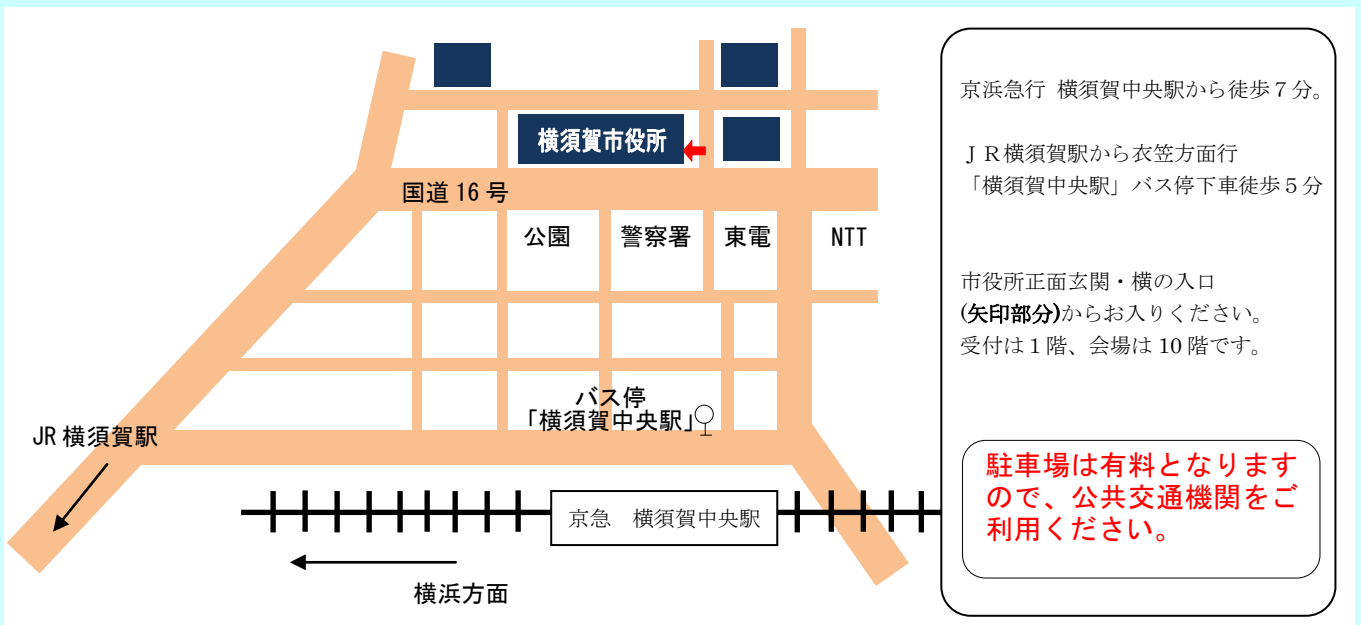 横須賀市役所
国道 16 号
公園
警察署
東電
NTT
バス停
「横須賀中央駅」
JR 横須賀駅
京急　横須賀中央駅
横浜方面
京浜急行 横須賀中央駅から徒歩７分。
ＪＲ横須賀駅から衣笠方面行
「横須賀中央駅」バス停下車徒歩５分
市役所正面玄関・横の入口
(矢印部分)からお入りください。
受付は１階、会場は 10 階です。
駐車場は有料となります
ので、公共交通機関をご
利用ください。